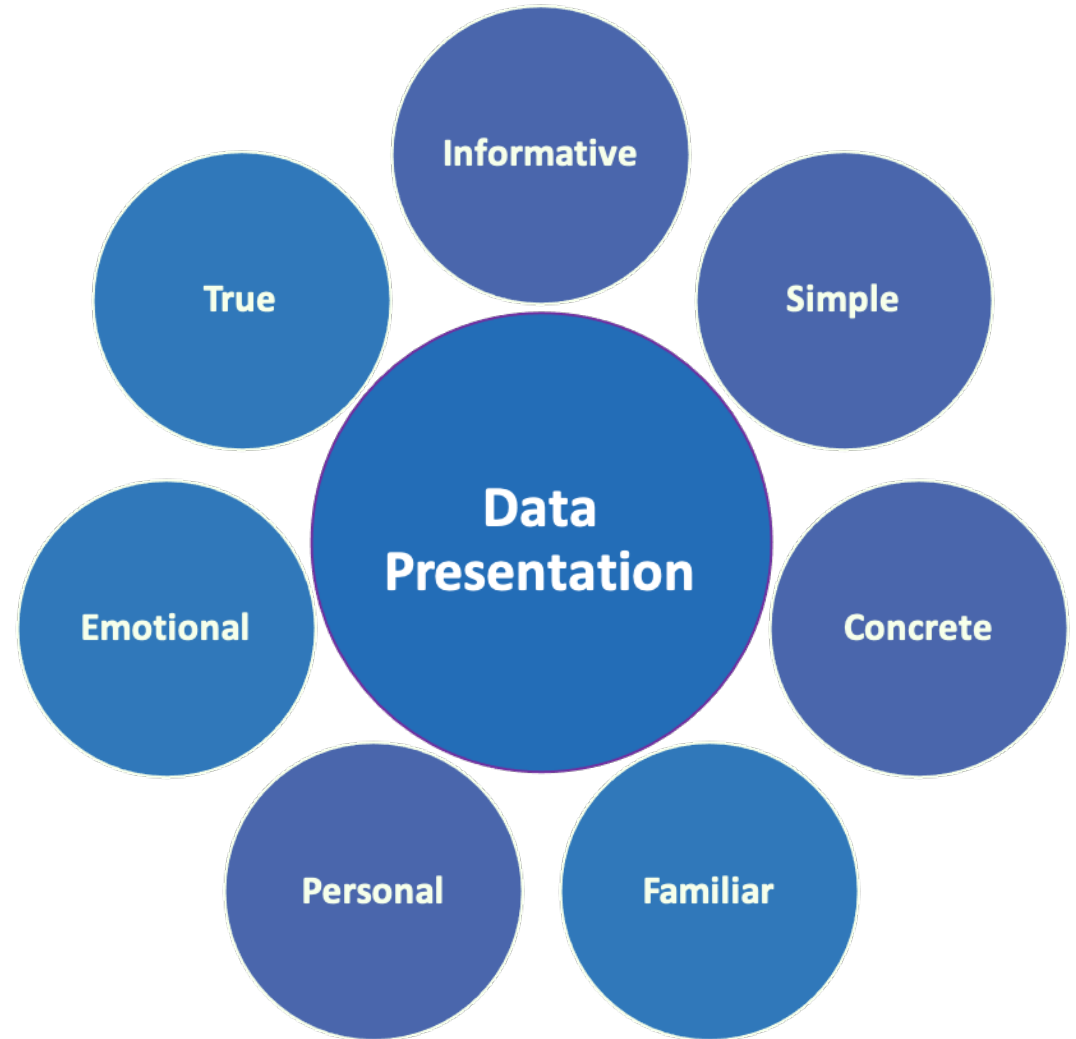 Informative
True
Simple
Data
Presentation
Emotional
Concrete
Personal
Familiar